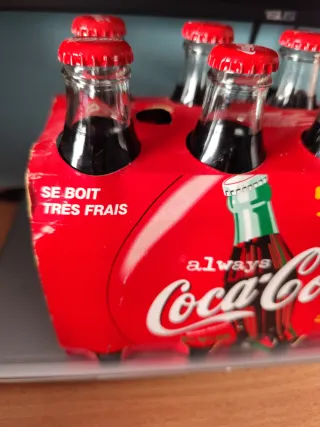 SE BOIT
TRÈS FRAIS
always
Coca-Co